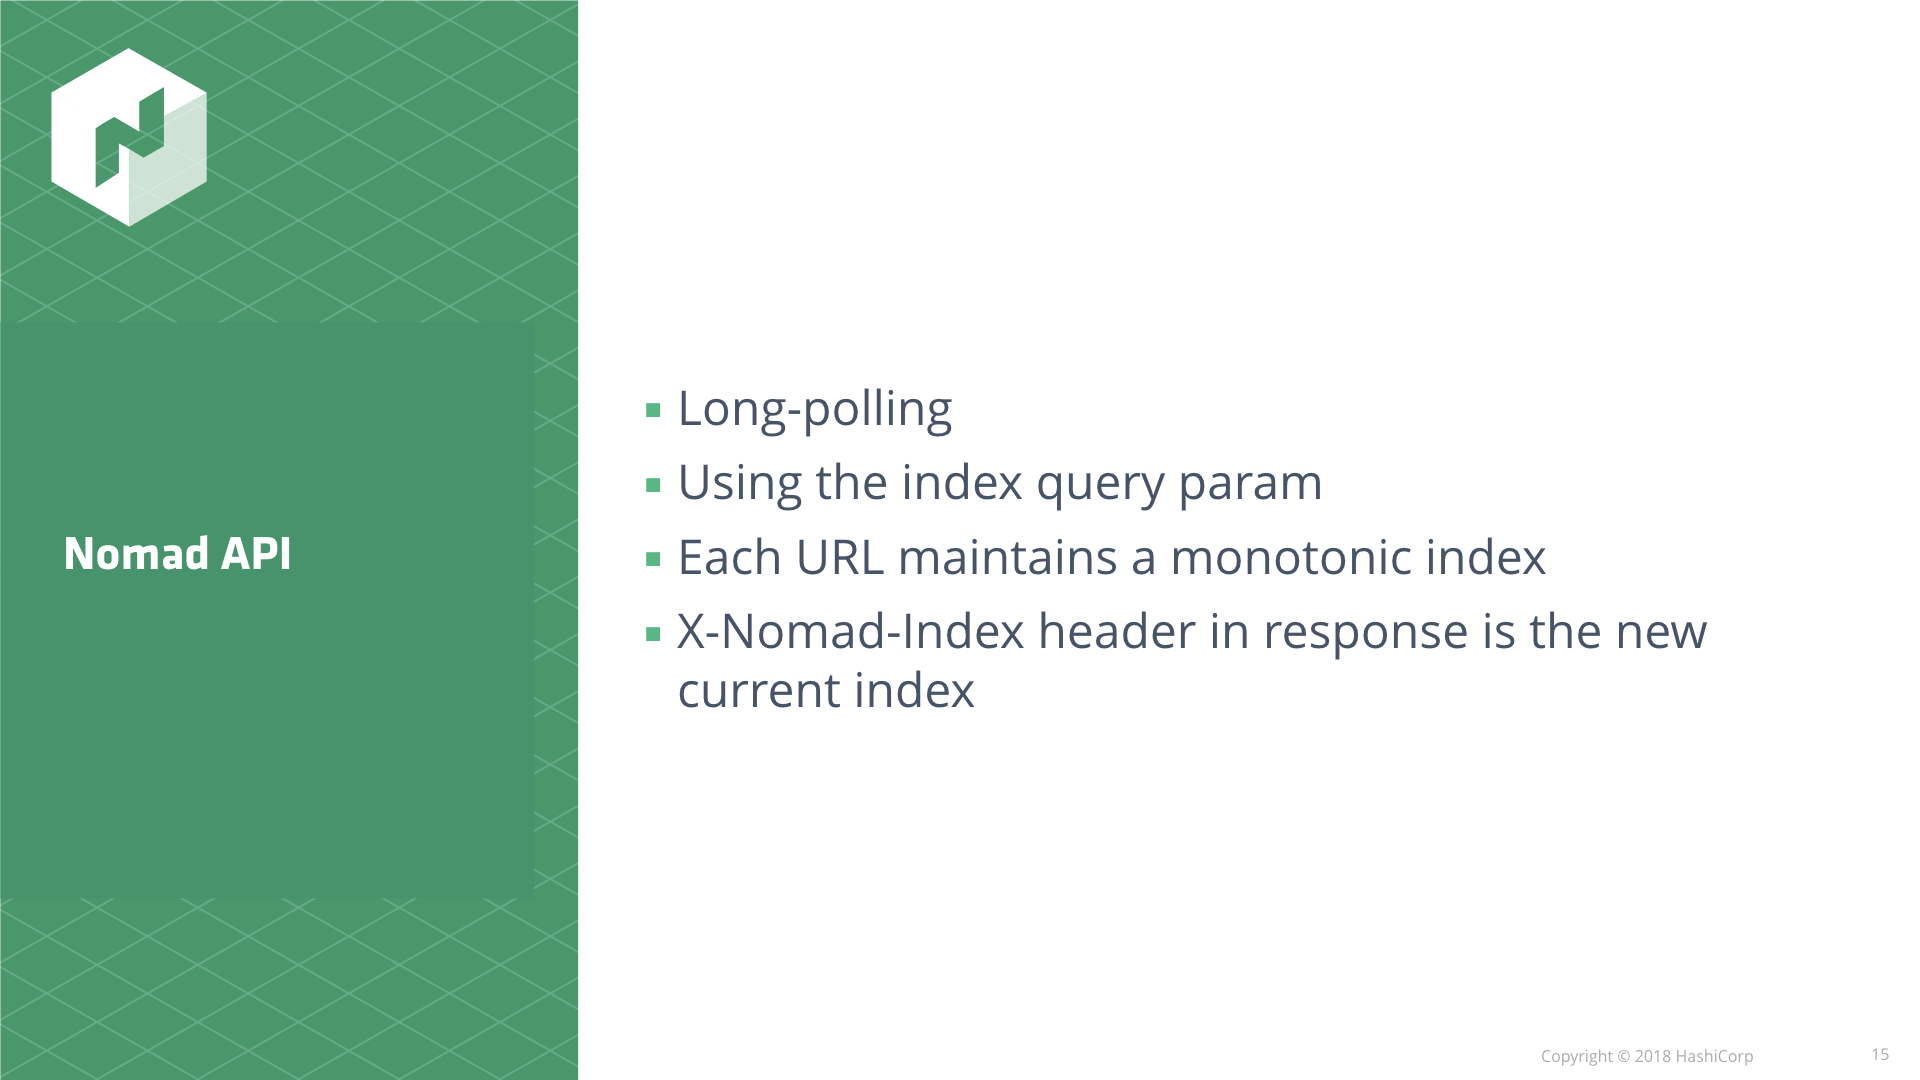 Nomad API
Long-polling
Using the index query param
Each URL maintains a monotonic index
X-Nomad-Index header in response is the new
current index
Copyright © 2018 HashiCorp
15